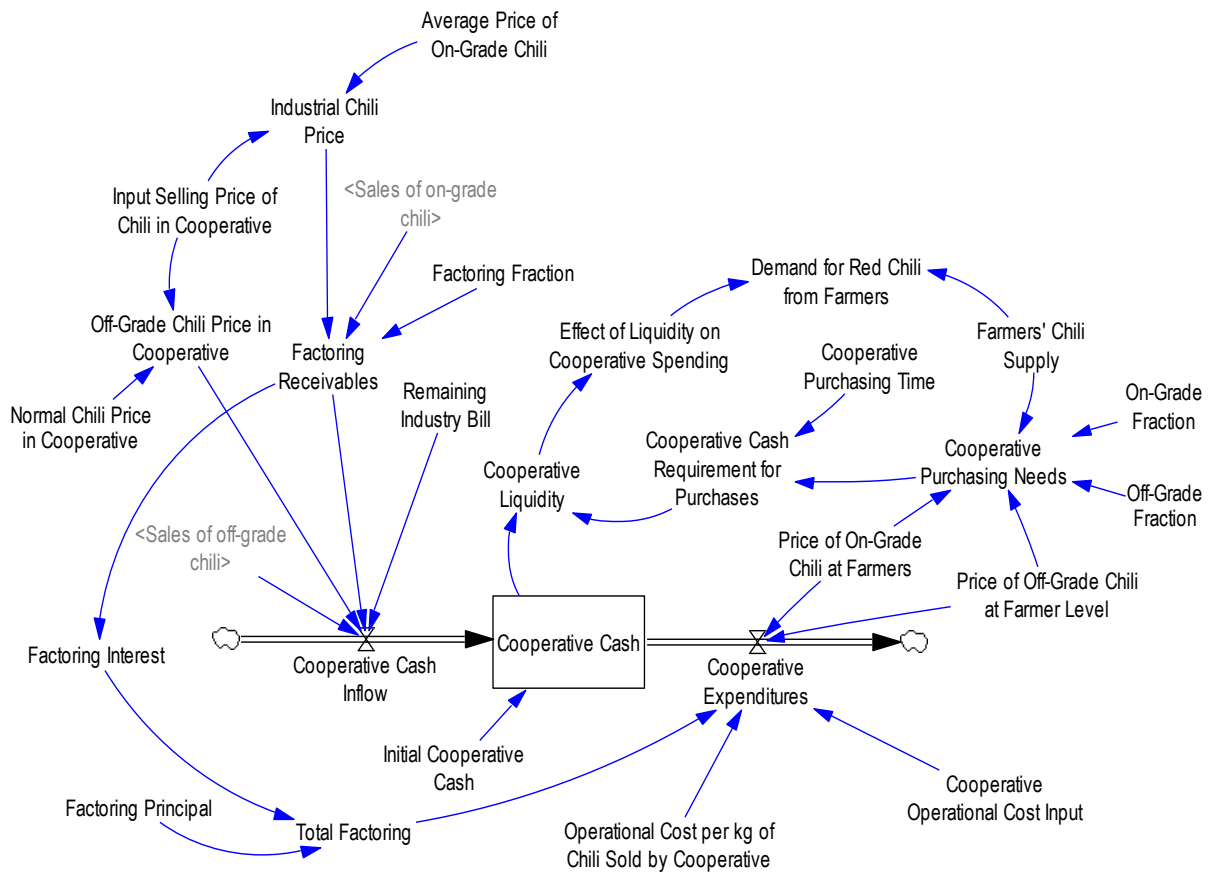 Average Price of
On-Grade Chili
Industrial Chili
Price
Input Selling Price of
Chili in Cooperative
<Sales of on-grade
chili>
Factoring Fraction
Demand for Red Chili
from Farmers
Off-Grade Chili Price in
Cooperative
Factoring
Receivables
Effect of Liquidity on
Cooperative Spending
Cooperative
Purchasing Time
Farmers' Chili
Supply
Normal Chili Price
in Cooperative
Remaining
Industry Bill
On-Grade
Fraction
Cooperative Cash
Requirement for
Purchases
Cooperative
Purchasing Needs
Cooperative
Liquidity
Off-Grade
Fraction
<Sales of off-grade
chili>
Price of On-Grade
Chili at Farmers
Price of Off-Grade Chili
at Farmer Level
Factoring Interest
Cooperative Cash
Inflow
Cooperative Cash
Cooperative
Expenditures
Initial Cooperative
Cash
Cooperative
Operational Cost Input
Factoring Principal
Total Factoring
Operational Cost per kg of
Chili Sold by Cooperative